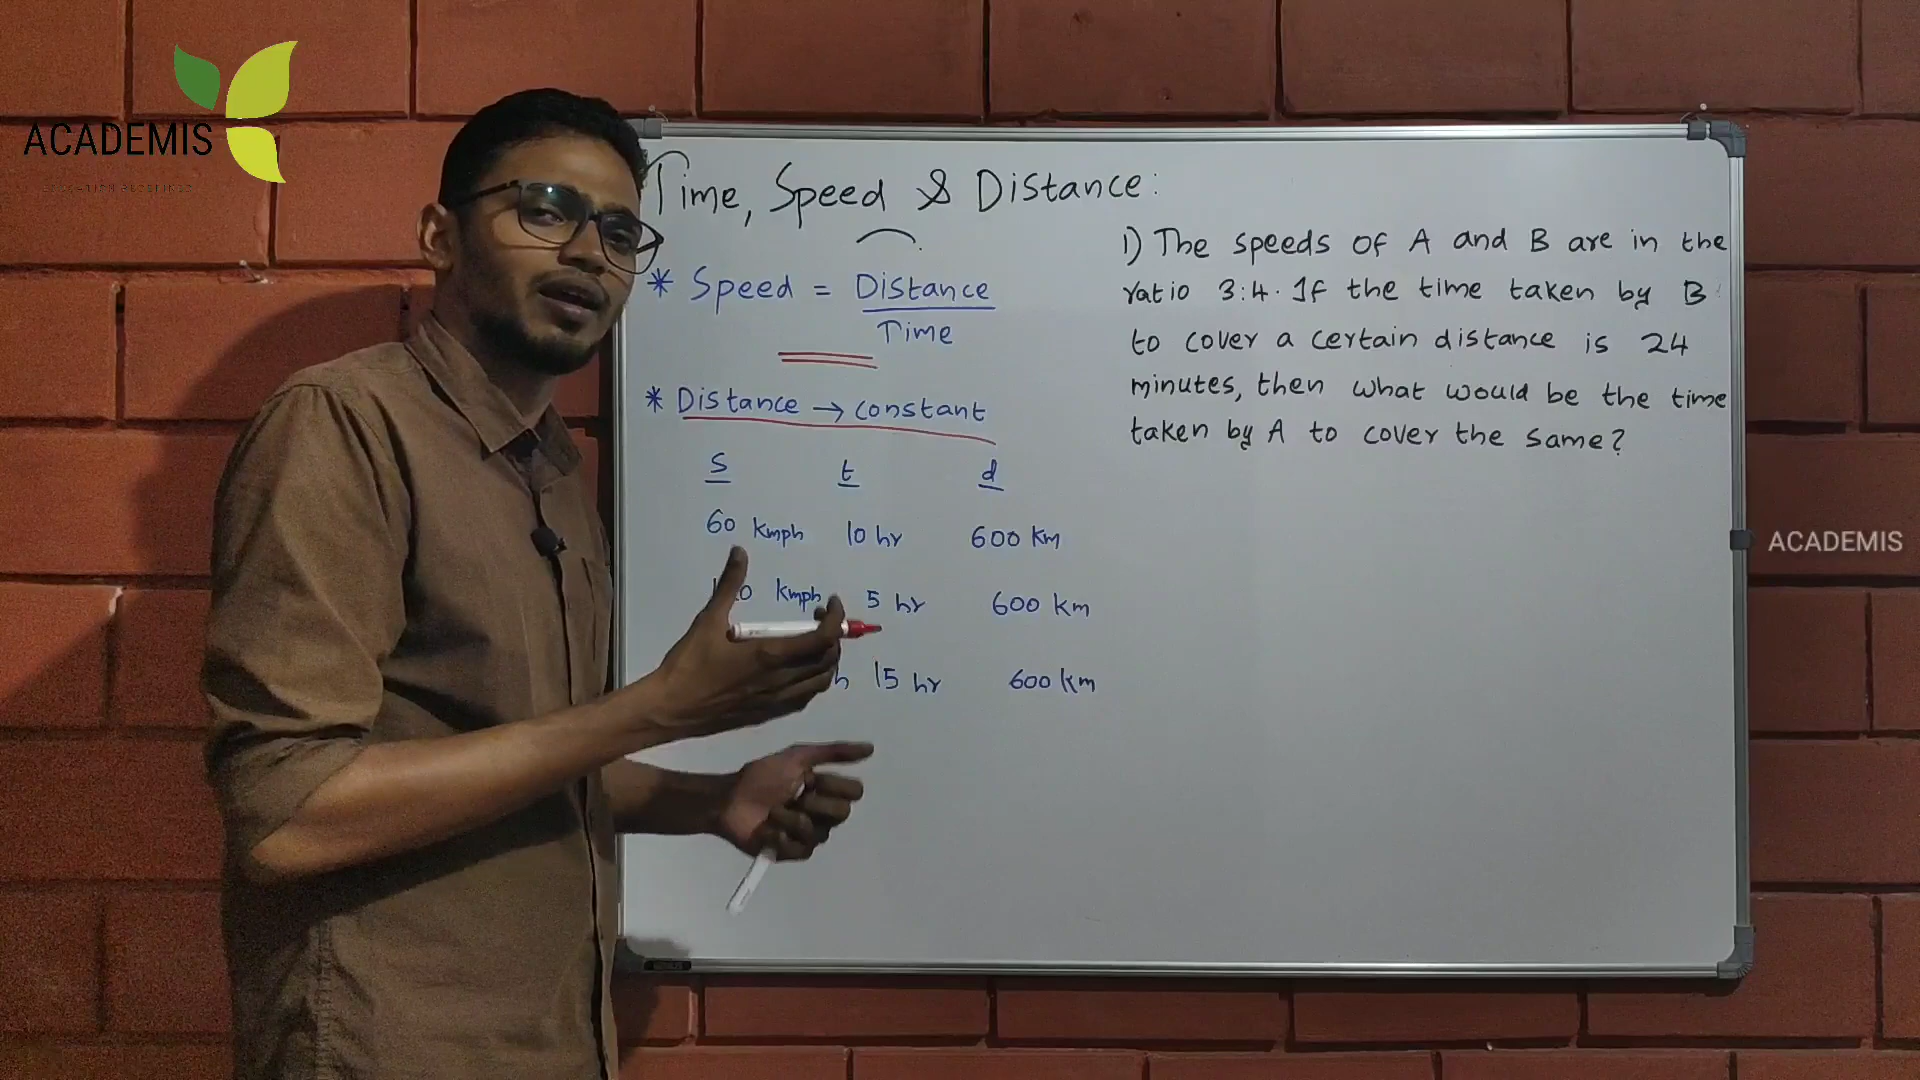 ACADEMIS
EDUCATION REDEFINED
Time, Speed & Distance:
* Speed = Distance
Time
* Distance → constant
s t d
60 kmph 10 hr 600 km
kmph 5 hr 600 km
15 hr 600 km
1) The speeds of A and B are in the
ratio 3:4. If the time taken by B
to cover a certain distance is 24
minutes, then what would be the time
taken by A to cover the same?
ACADEMIS